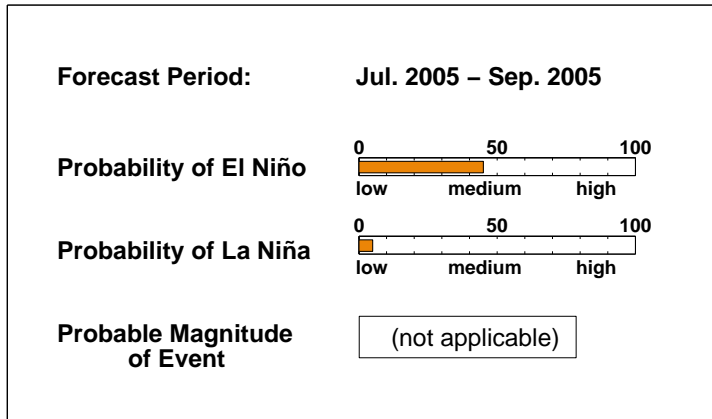 Forecast Period: Jul. 2005 – Sep. 2005
0 50 100
Probability of El Niño
low medium high
0 50 100
Probability of La Niña
low medium high
Probable Magnitude
of Event
(not applicable)